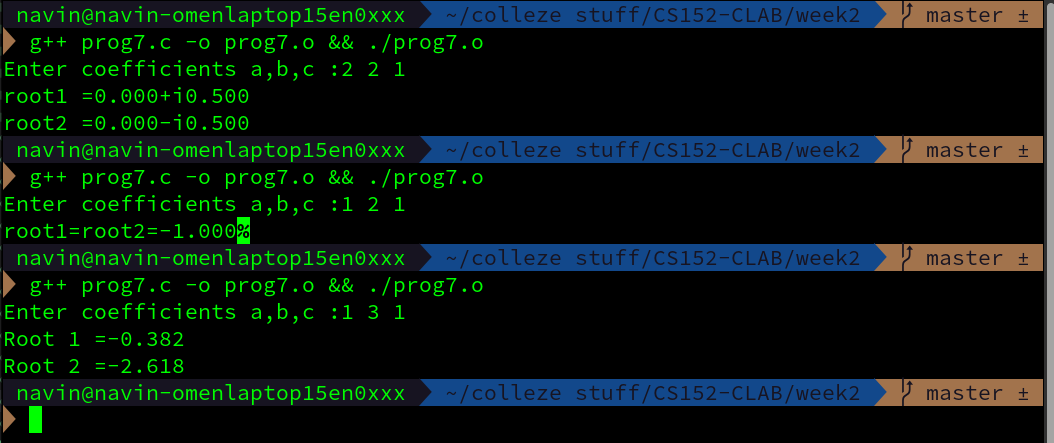 navin@navin-omenlaptop15en0xxx ~/colleze stuff/CS152-CLAB/week2 master ±
g++ prog7.c -o prog7.o && ./prog7.o
Enter coefficients a,b,c :2 2 1
root1 =0.000+i0.500
root2 =0.000-i0.500
navin@navin-omenlaptop15en0xxx ~/colleze stuff/CS152-CLAB/week2 master ±
g++ prog7.c -o prog7.o && ./prog7.o
Enter coefficients a,b,c :1 2 1
root1=root2=-1.000%
navin@navin-omenlaptop15en0xxx ~/colleze stuff/CS152-CLAB/week2 master ±
g++ prog7.c -o prog7.o && ./prog7.o
Enter coefficients a,b,c :1 3 1
Root 1 =-0.382
Root 2 =-2.618
navin@navin-omenlaptop15en0xxx ~/colleze stuff/CS152-CLAB/week2 master ±